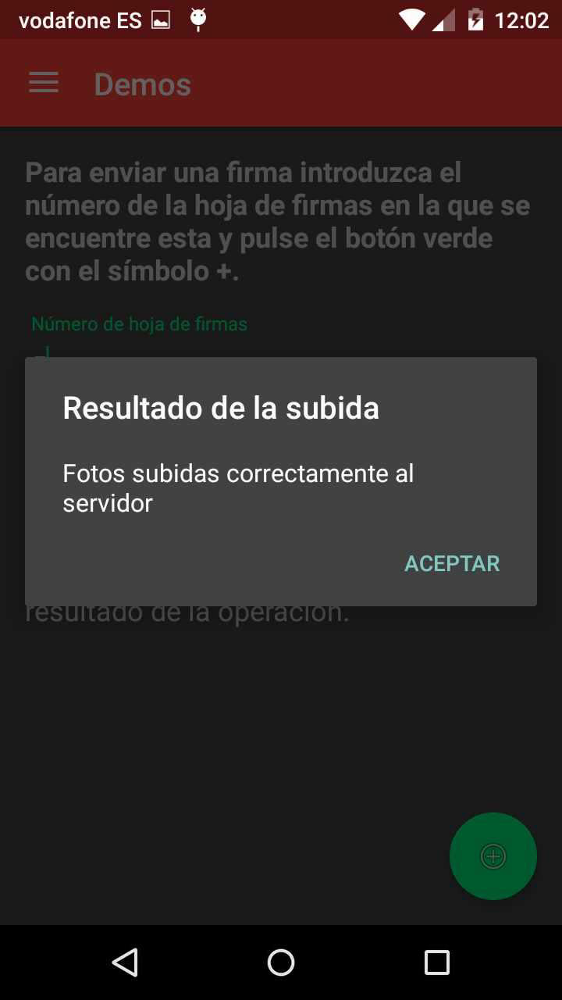 vodafone ES 12:02
Demos
Para enviar una firma introduzca el
número de la hoja de firmas en la que se
encuentre esta y pulse el botón verde
con el símbolo +.
Número de hoja de firmas
Resultado de la subida
Fotos subidas correctamente al
servidor
ACEPTAR
resultado de la operación.